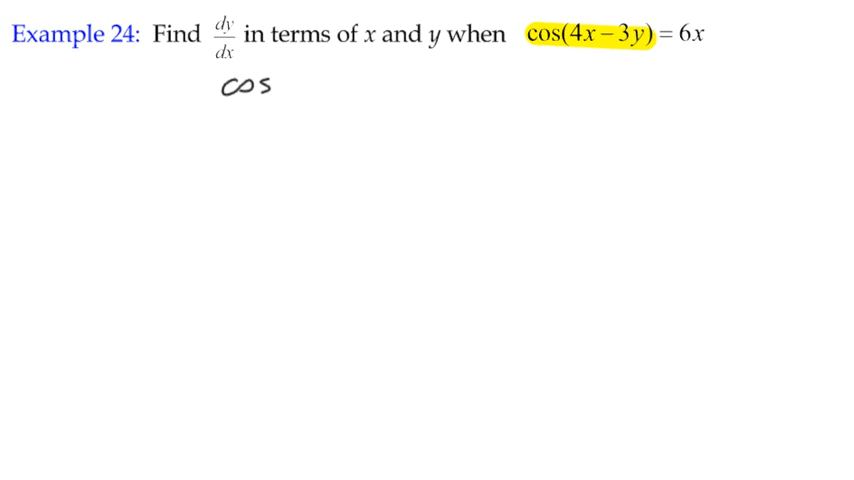 Example 24: Find dy/dx in terms of x and y when cos(4x – 3y) = 6x
cos